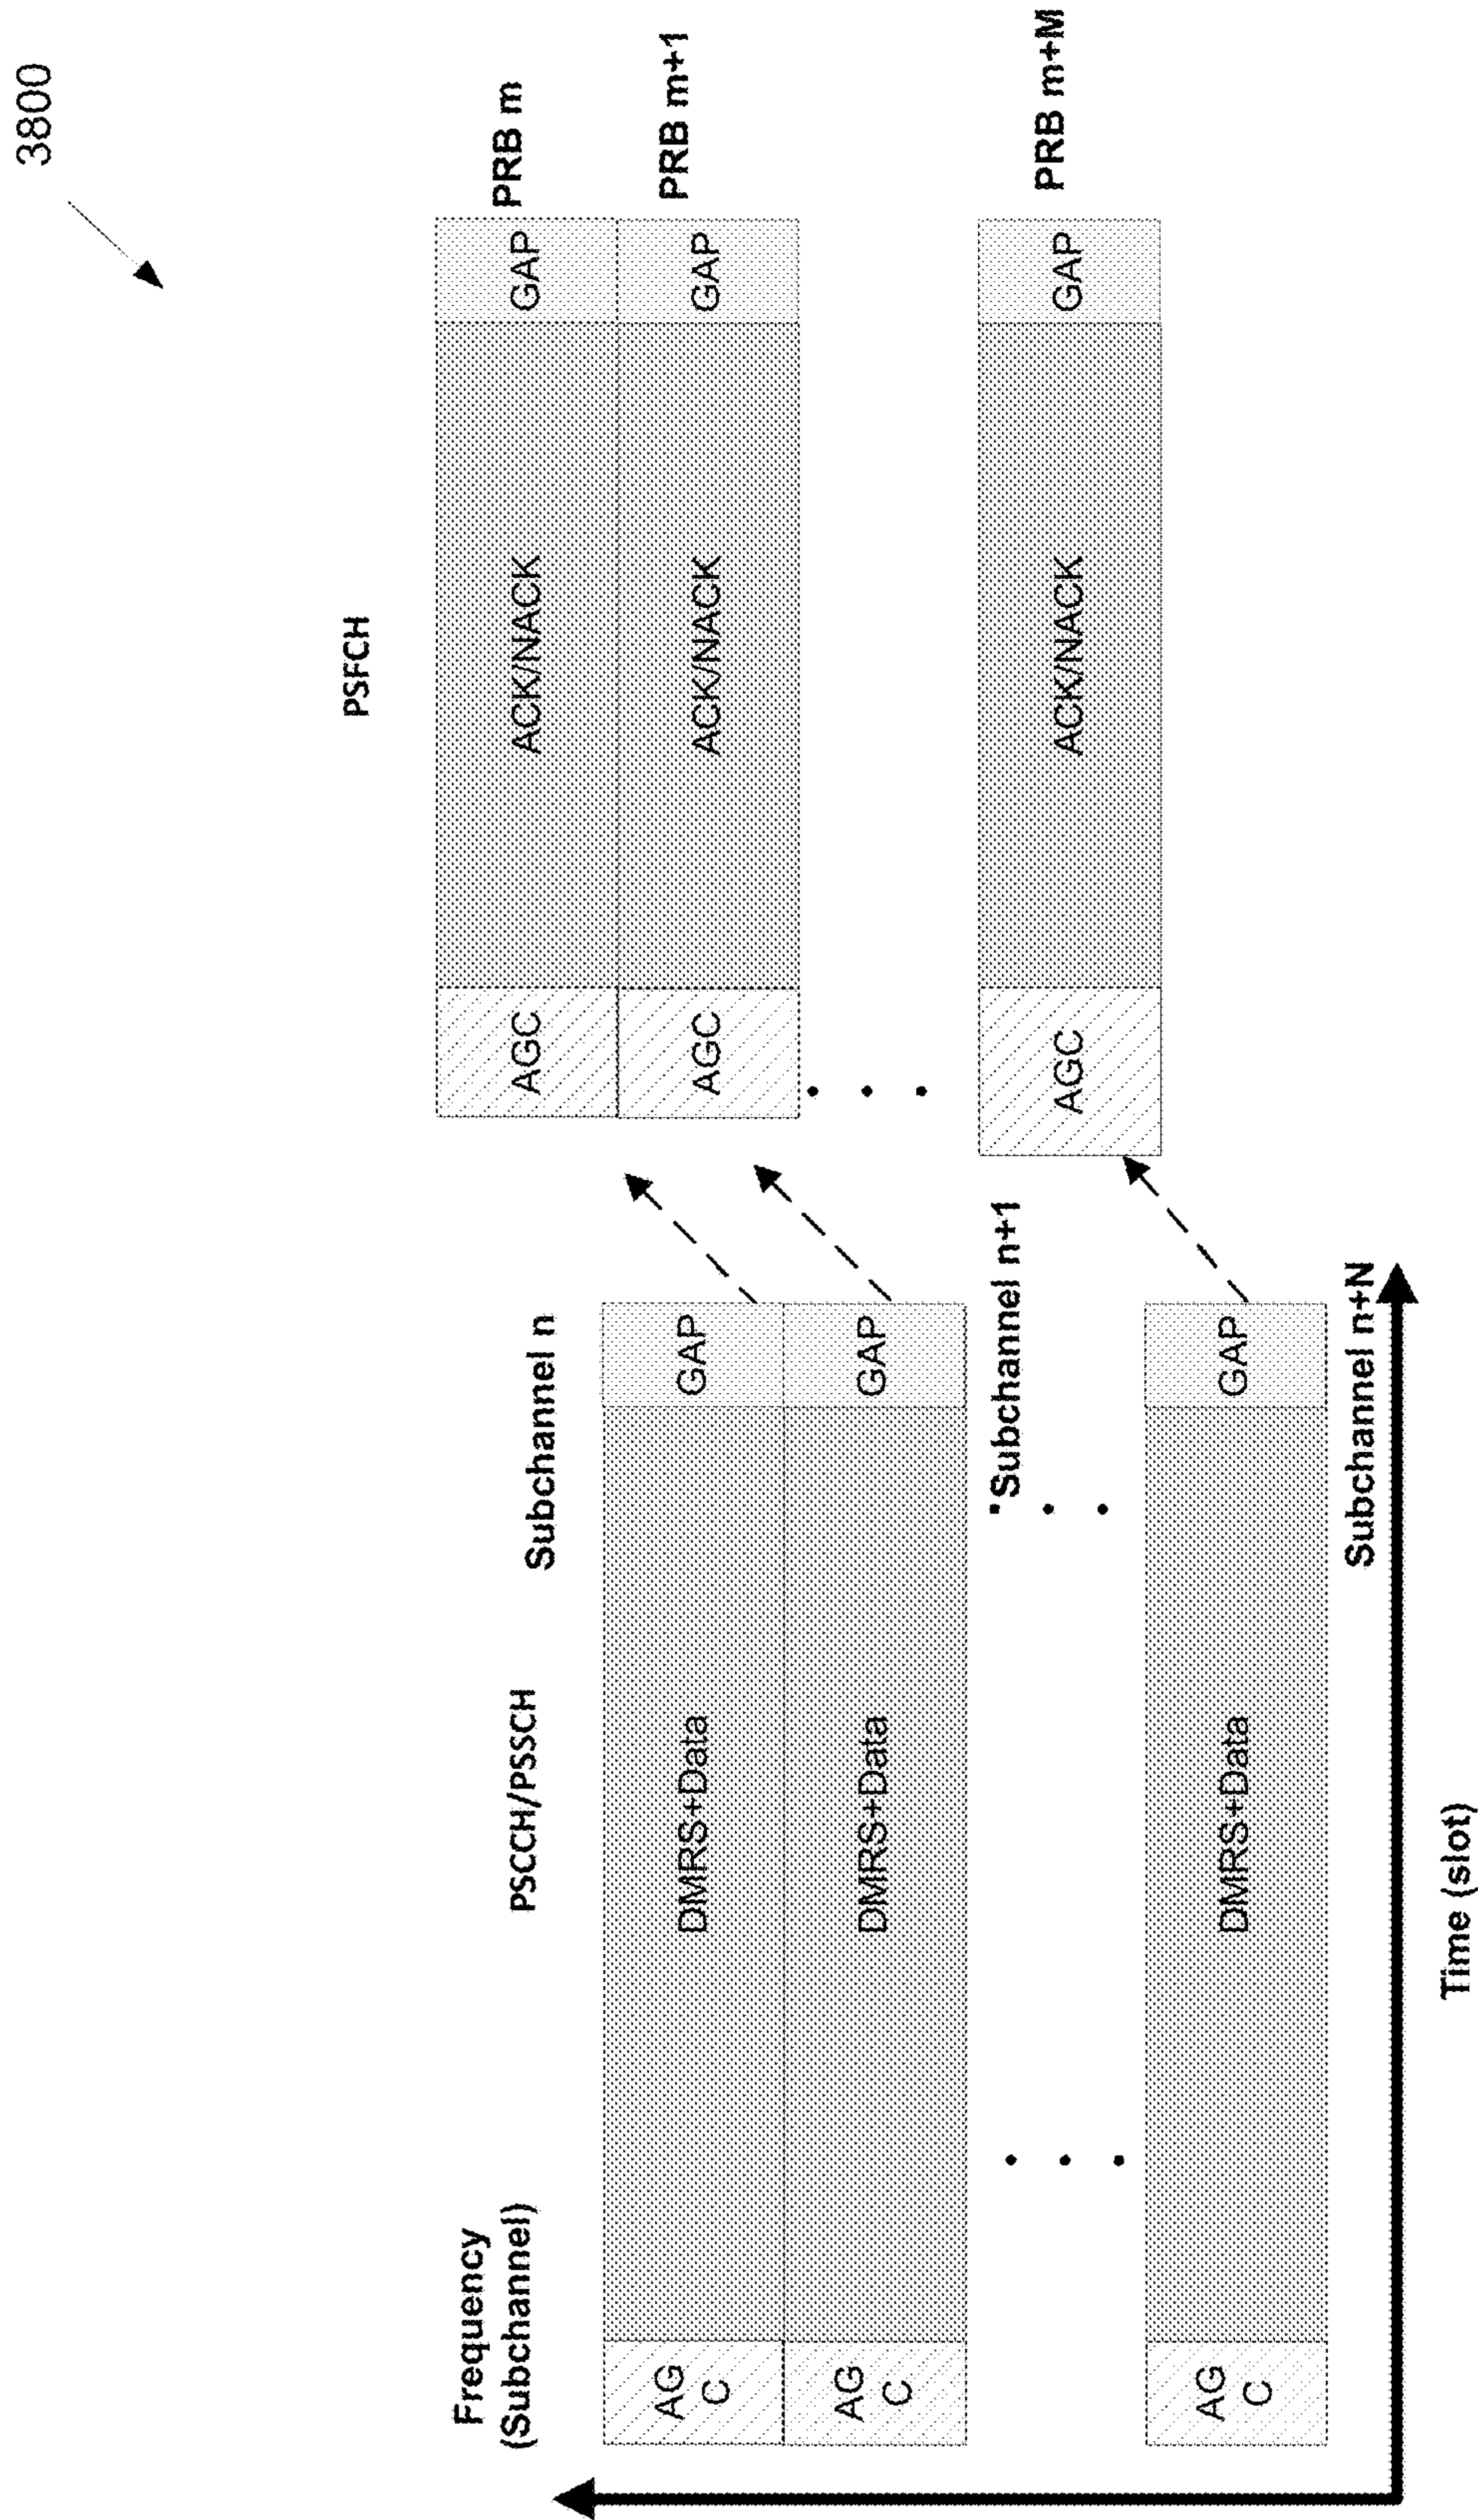 3800
PSFCH
PRB m
AGC
ACK/NACK
GAP
PRB m+1
AGC
ACK/NACK
GAP
PRB m+M
AGC
ACK/NACK
GAP
Frequency
(Subchannel)
PSCCH/PSSCH
Subchannel n
AG
C
DMRS+Data
GAP
AG
C
DMRS+Data
GAP
Subchannel n+1
AG
C
DMRS+Data
GAP
Subchannel n+N
Time (slot)